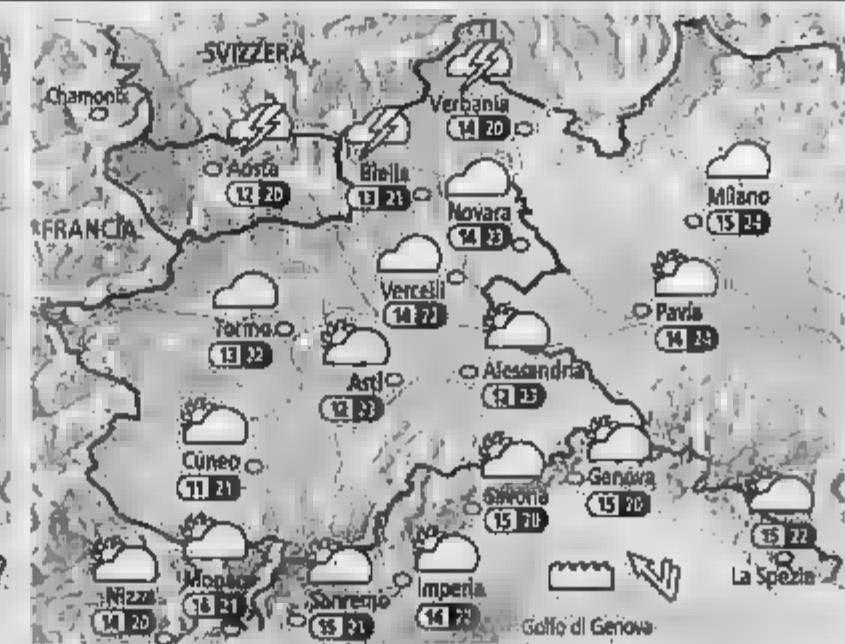 SVIZZERA
Chamonix
Verbania
14 20
Aosta
12 20
Biella
13 21
Milano
15 24
Novara
14 23
FRANCIA
Vercelli
14 22
Pavia
14 24
Torino
13 22
Asti
12 23
Alessandria
12 23
Cuneo
11 21
Savona
15 20
Genova
15 20
15 22
La Spezia
Nizza
14 20
Monaco
21
Sanremo
15 21
Imperia
14
Golfo di Genova